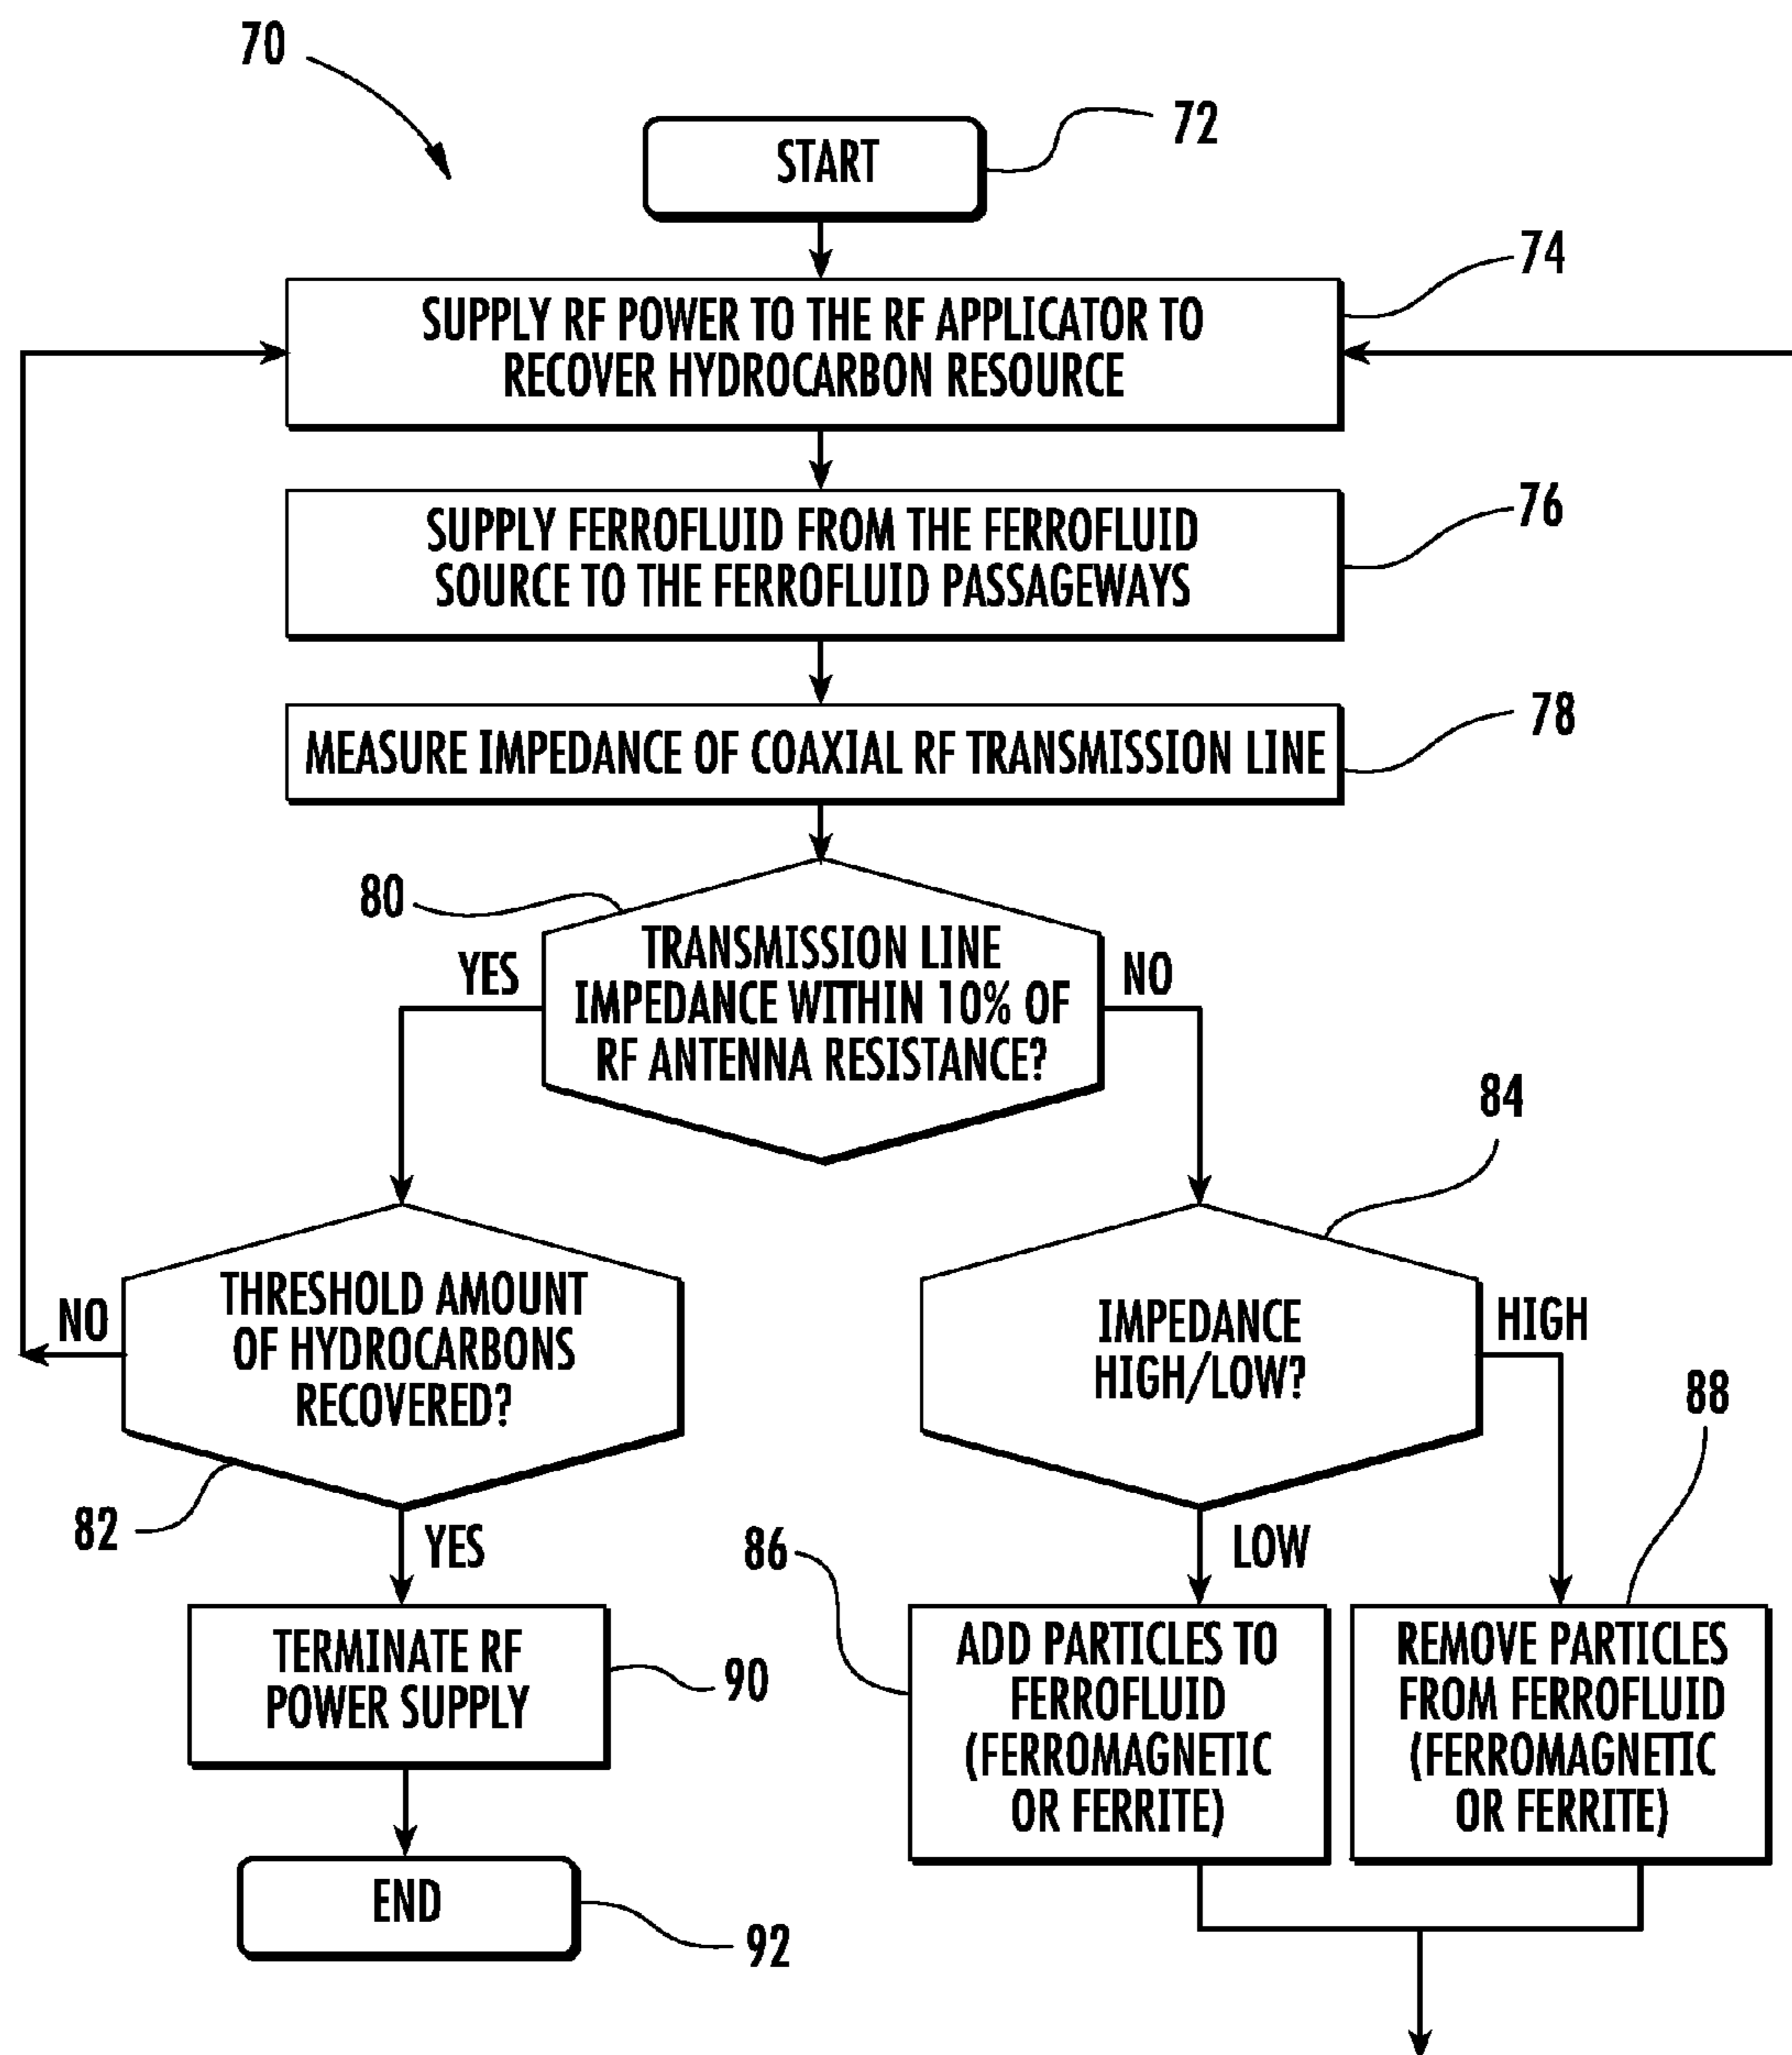 70
START
72
SUPPLY RF POWER TO THE RF APPLICATOR TO
RECOVER HYDROCARBON RESOURCE
74
SUPPLY FERROFLUID FROM THE FERROFLUID
SOURCE TO THE FERROFLUID PASSAGEWAYS
76
MEASURE IMPEDANCE OF COAXIAL RF TRANSMISSION LINE
78
80
YES
TRANSMISSION LINE
IMPEDANCE WITHIN 10% OF
RF ANTENNA RESISTANCE?
NO
84
NO
THRESHOLD AMOUNT
OF HYDROCARBONS
RECOVERED?
82
YES
IMPEDANCE
HIGH/LOW?
HIGH
88
86
LOW
TERMINATE RF
POWER SUPPLY
90
ADD PARTICLES TO
FERROFLUID
(FERROMAGNETIC
OR FERRITE)
REMOVE PARTICLES
FROM FERROFLUID
(FERROMAGNETIC
OR FERRITE)
END
92